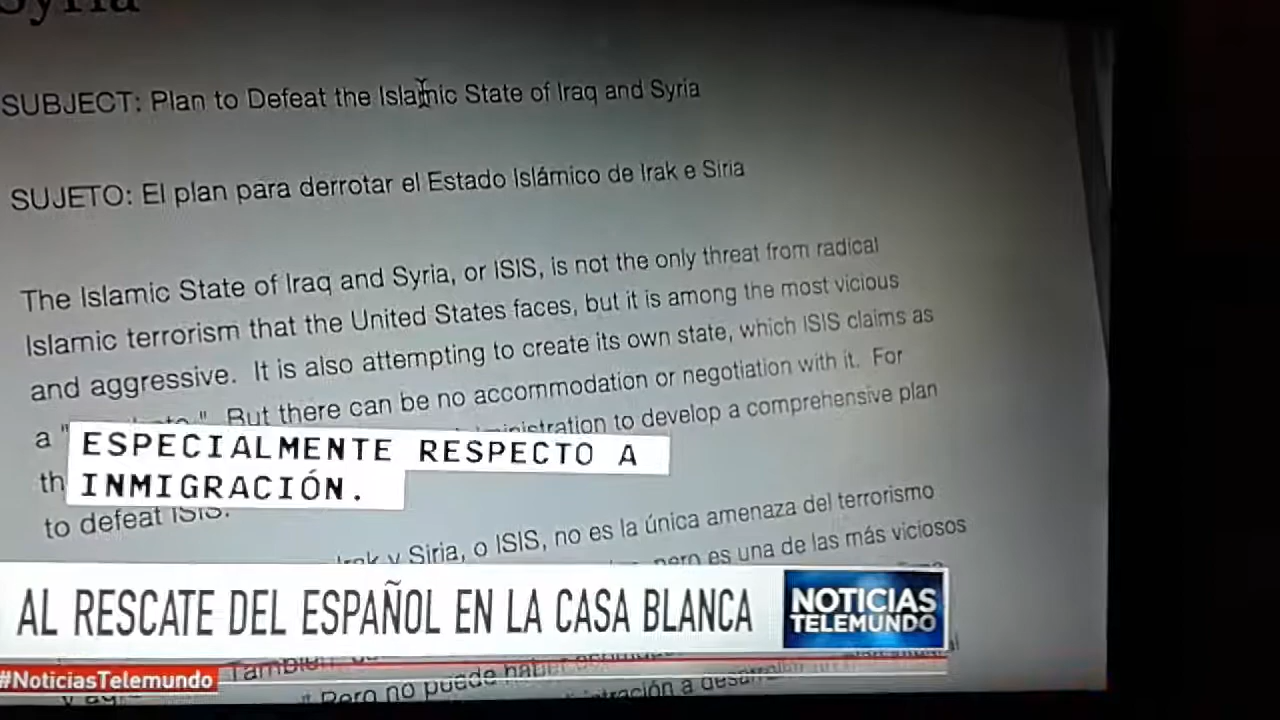 Syria
SUBJECT: Plan to Defeat the Islamic State of Iraq and Syria
SUJETO: El plan para derrotar el Estado Islámico de Irak e Siria
The Islamic State of Iraq and Syria, or ISIS, is not the only threat from radical
Islamic terrorism that the United States faces, but it is among the most vicious
and aggressive. It is also attempting to create its own state, which ISIS claims as
a " But there can be no accommodation or negotiation with it. For
to develop a comprehensive plan
to defeat ISIS.
ESPECIALMENTE RESPECTO A
INMIGRACIÓN.
y Siria, o ISIS, no es la única amenaza del terrorismo
pero es una de las más viciosos
AL RESCATE DEL ESPAÑOL EN LA CASA BLANCA
NOTICIAS
TELEMUNDO
#NoticiasTelemundo
" Pero no puede haber